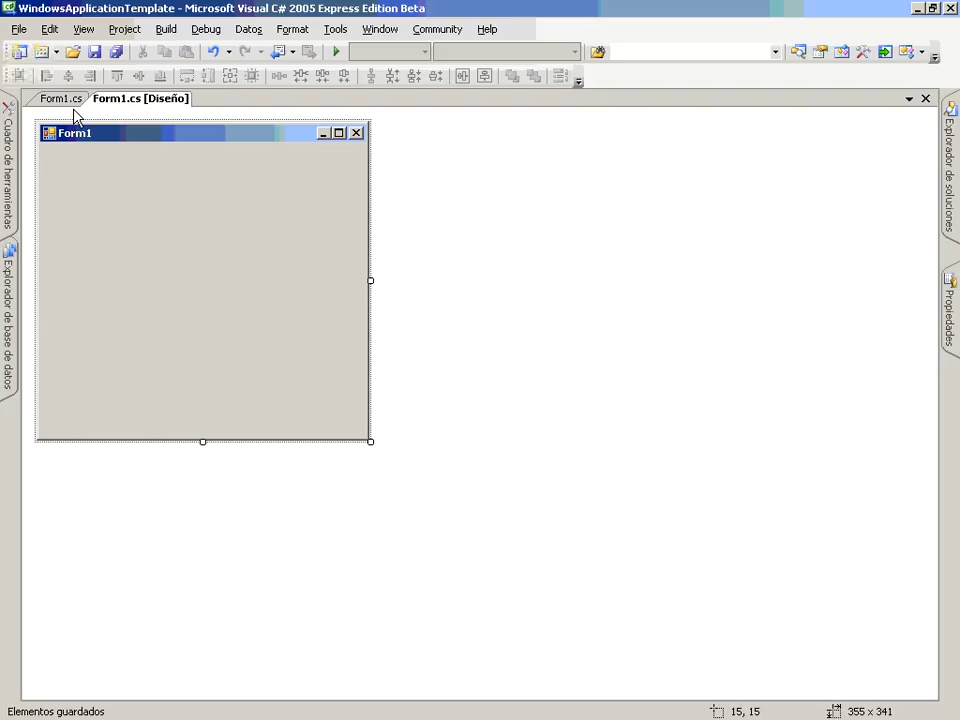 WindowsApplicationTemplate - Microsoft Visual C# 2005 Express Edition Beta
File Edit View Project Build Debug Datos Format Tools Window Community Help
Form1.cs Form1.cs [Diseño]
Form1
Cuadro de herramientas
Explorador de base de datos
Explorador de soluciones
Propiedades
Elementos guardados 15, 15 355 x 341